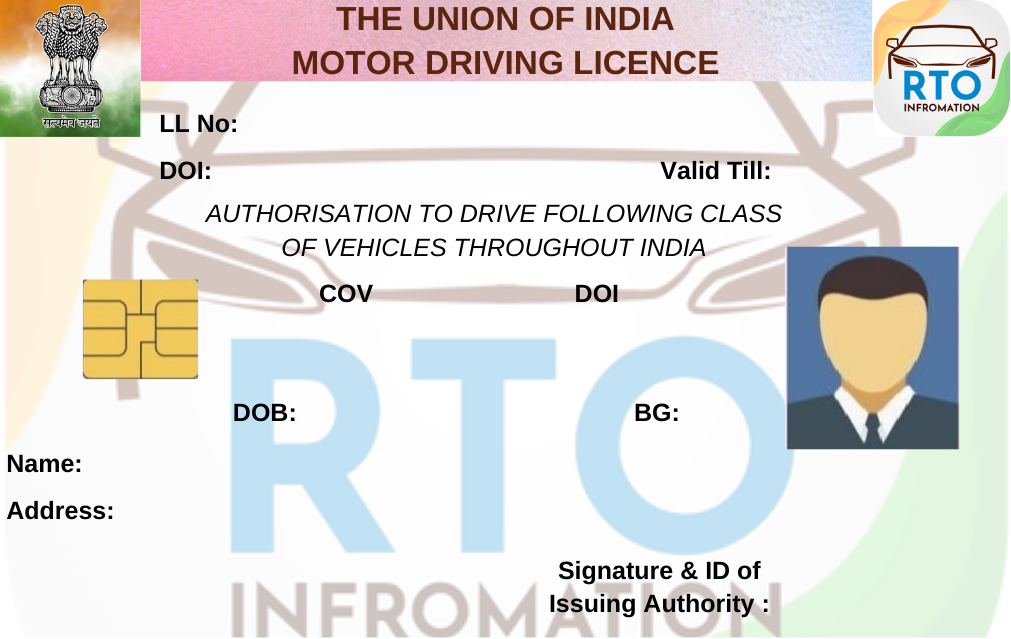 THE UNION OF INDIA
MOTOR DRIVING LICENCE
सत्यमेव जयते
RTO
INFROMATION
LL No:
DOI: Valid Till:
AUTHORISATION TO DRIVE FOLLOWING CLASS
OF VEHICLES THROUGHOUT INDIA
COV DOI
RTO
DOB: BG:
Name:
Address:
Signature & ID of
Issuing Authority :
INFROMATION